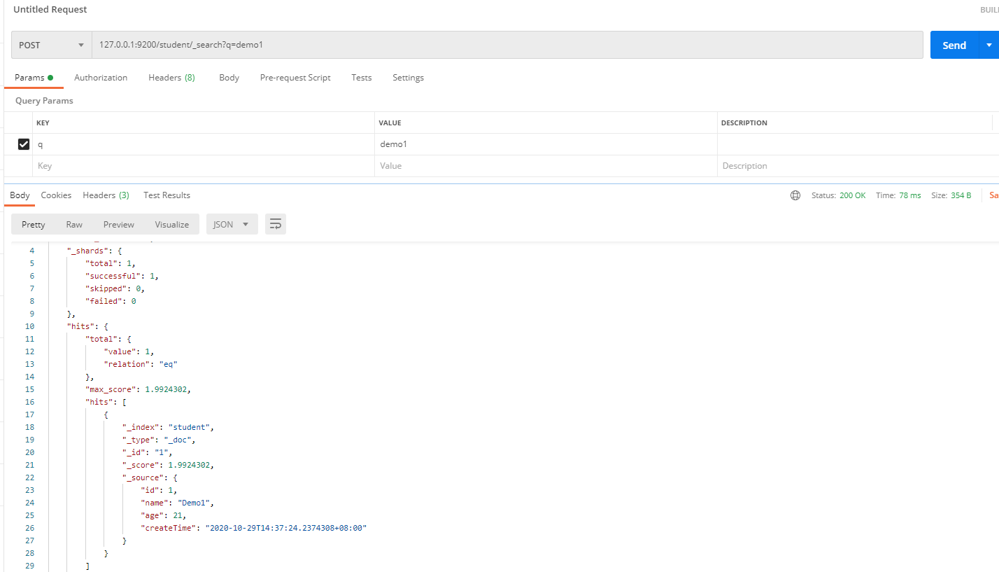 Untitled Request
BUIL
POST 127.0.0.1:9200/student/_search?q=demo1 Send
Params Authorization Headers (8) Body Pre-request Script Tests Settings
Query Params
KEY VALUE DESCRIPTION
q demo1
Key Value Description
Body Cookies Headers (3) Test Results Status: 200 OK Time: 78 ms Size: 354 B Sa
Pretty Raw Preview Visualize JSON
4 "_shards": {
5 "total": 1,
6 "successful": 1,
7 "skipped": 0,
8 "failed": 0
9 },
10 "hits": {
11 "total": {
12 "value": 1,
13 "relation": "eq"
14 },
15 "max_score": 1.9924302,
16 "hits": [
17 {
18 "_index": "student",
19 "_type": "_doc",
20 "_id": "1",
21 "_score": 1.9924302,
22 "_source": {
23 "id": 1,
24 "name": "Demo1",
25 "age": 21,
26 "createTime": "2020-10-29T14:37:24.2374308+08:00"
27 }
28 }
29 ]